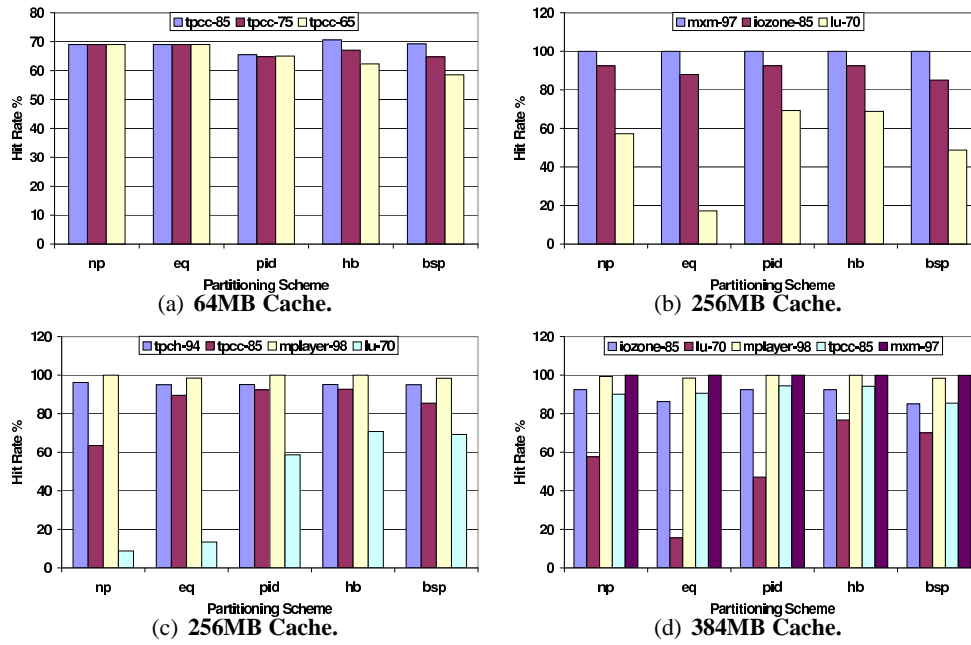 tpcc-85 tpcc-75 tpcc-65
80
70
60
50
40
30
20
10
0
Hit Rate %
np eq pid hb bsp
Partitioning Scheme
(a) 64MB Cache.
mxm-97 iozone-85 lu-70
120
100
80
60
40
20
0
Hit Rate %
np eq pid hb bsp
Partitioning Scheme
(b) 256MB Cache.
tpch-94 tpcc-85 mplayer-98 lu-70
120
100
80
60
40
20
0
Hit Rate %
np eq pid hb bsp
Partitioning Scheme
(c) 256MB Cache.
iozone-85 lu-70 mplayer-98 tpcc-85 mxm-97
120
100
80
60
40
20
0
Hit Rate %
np eq pid hb bsp
Partitioning Scheme
(d) 384MB Cache.